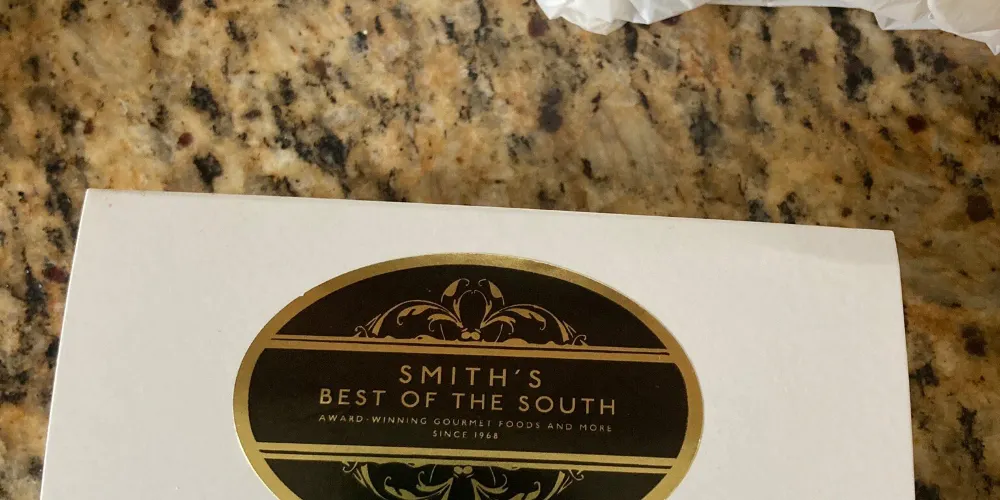 SMITH'S
BEST OF THE SOUTH
AWARD-WINNING GOURMET FOODS AND MORE
SINCE 1968